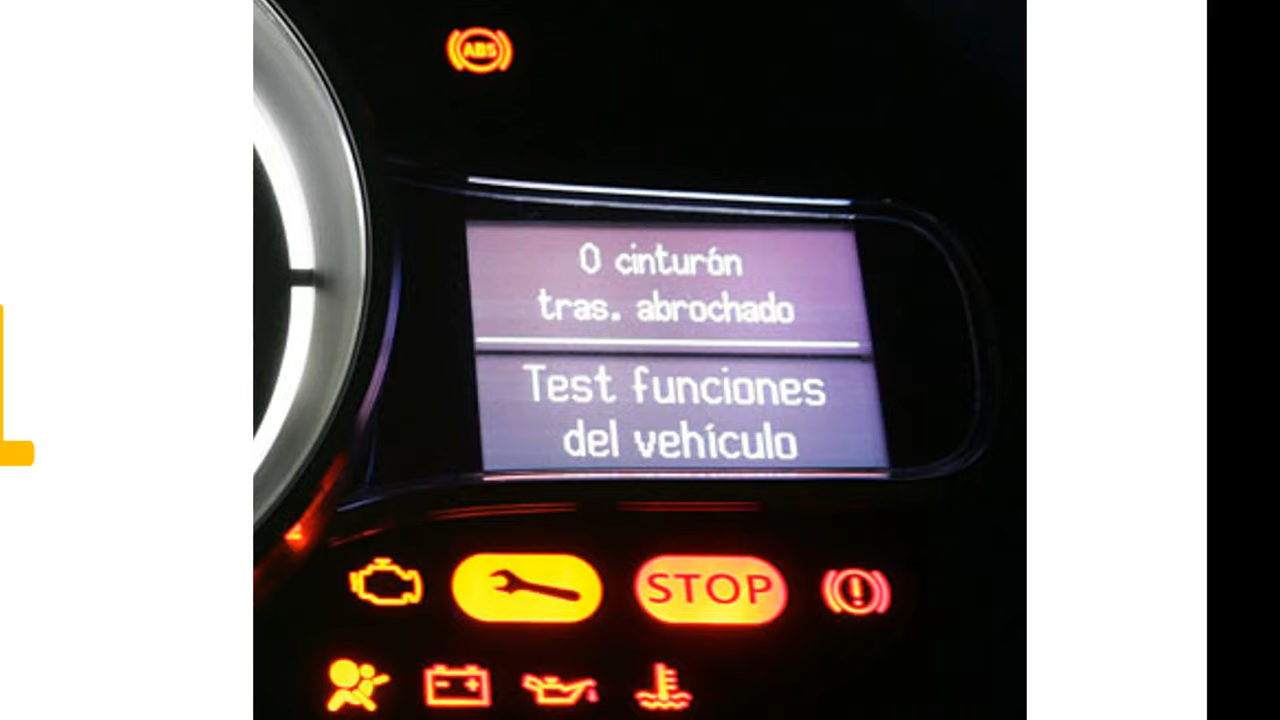 ABS
0 cinturón
tras. abrochado
Test funciones
del vehículo
STOP